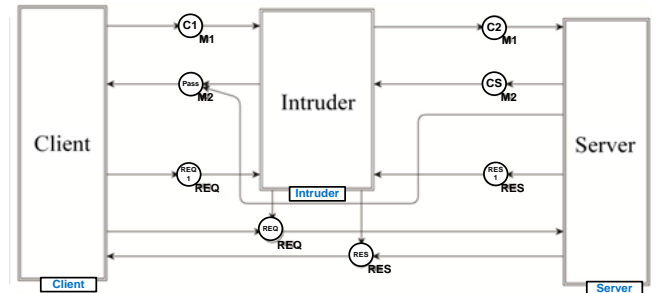 C1
M1
C2
M1
Pass
M2
CS
M2
Intruder
Client
Server
REQ
1
REQ
RES
1
RES
Intruder
REQ
REQ
RES
RES
Client
Server